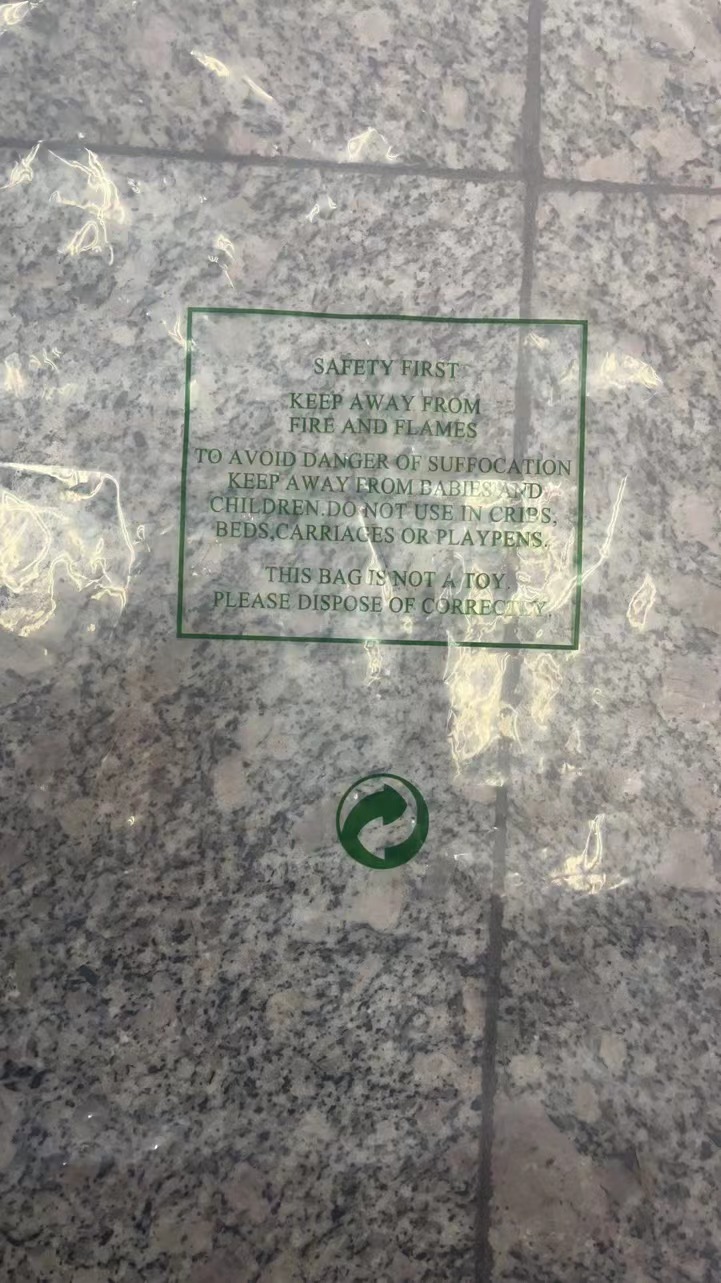 SAFETY FIRST
KEEP AWAY FROM
FIRE AND FLAMES
TO AVOID DANGER OF SUFFOCATION
KEEP AWAY FROM BABIES AND
CHILDREN.DO NOT USE IN CRIBS,
BEDS,CARRIAGES OR PLAYPENS.
THIS BAG IS NOT A TOY.
PLEASE DISPOSE OF CORRECTLY.